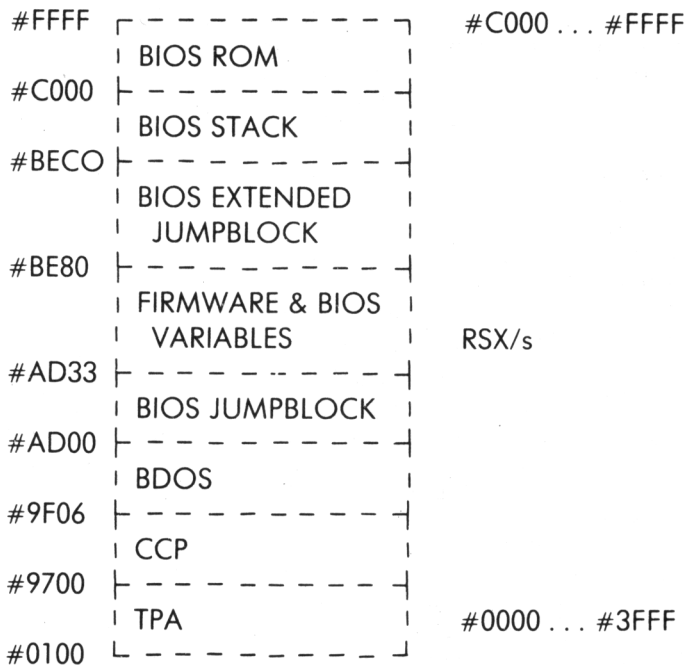 #FFFF #C000 ... #FFFF
BIOS ROM
#C000
BIOS STACK
#BECO
BIOS EXTENDED
JUMPBLOCK
#BE80
FIRMWARE & BIOS
VARIABLES RSX/s
#AD33
BIOS JUMPBLOCK
#AD00
BDOS
#9F06
CCP
#9700
TPA #0000 ... #3FFF
#0100